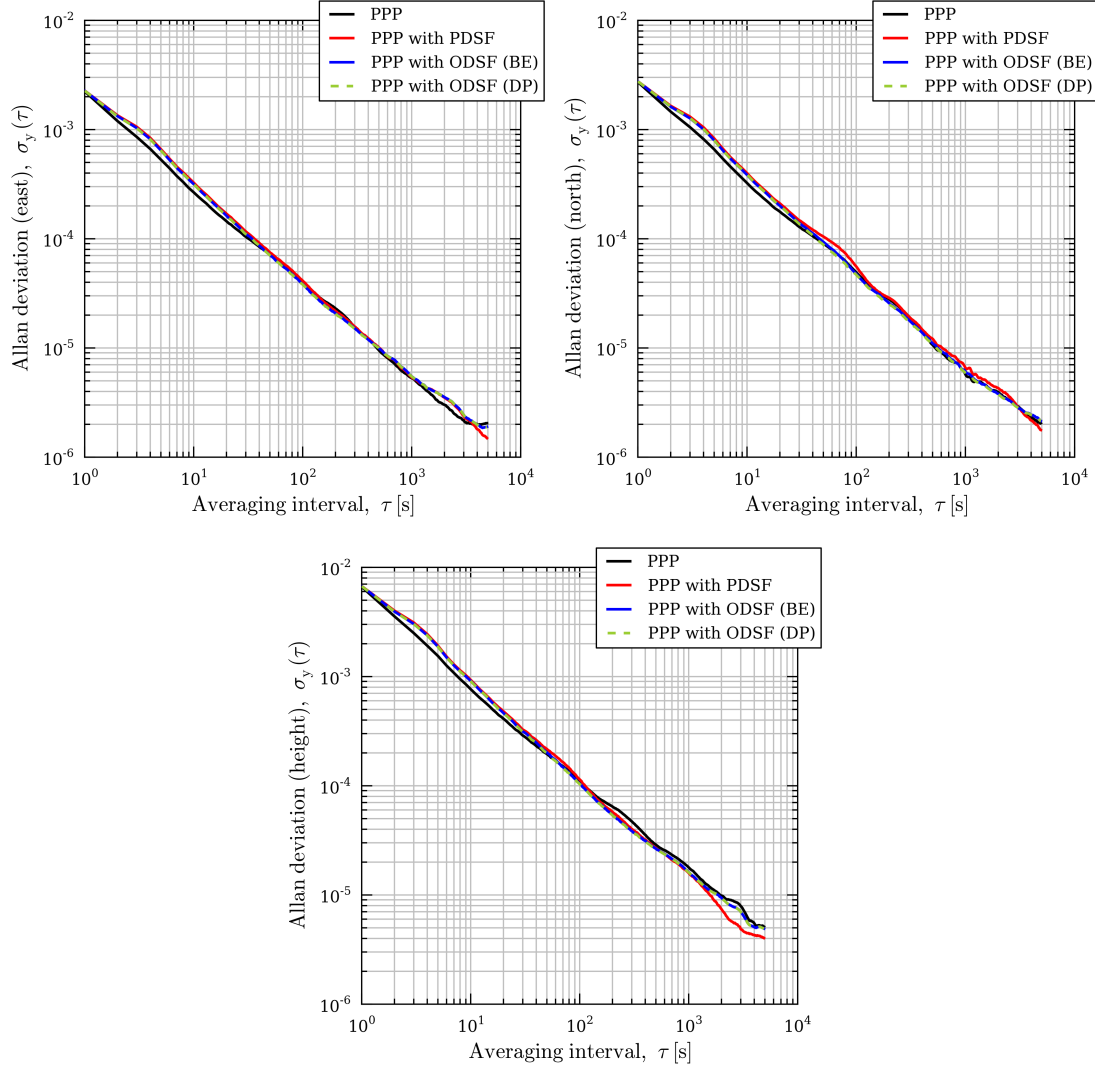 PPP
PPP with PDSF
PPP with ODSF (BE)
PPP with ODSF (DP)
Allan deviation (east), σ_y(τ)
10^-2
10^-3
10^-4
10^-5
10^-6
10^0 10^1 10^2 10^3 10^4
Averaging interval, τ [s]
PPP
PPP with PDSF
PPP with ODSF (BE)
PPP with ODSF (DP)
Allan deviation (north), σ_y(τ)
10^-2
10^-3
10^-4
10^-5
10^-6
10^0 10^1 10^2 10^3 10^4
Averaging interval, τ [s]
PPP
PPP with PDSF
PPP with ODSF (BE)
PPP with ODSF (DP)
Allan deviation (height), σ_y(τ)
10^-2
10^-3
10^-4
10^-5
10^-6
10^0 10^1 10^2 10^3 10^4
Averaging interval, τ [s]